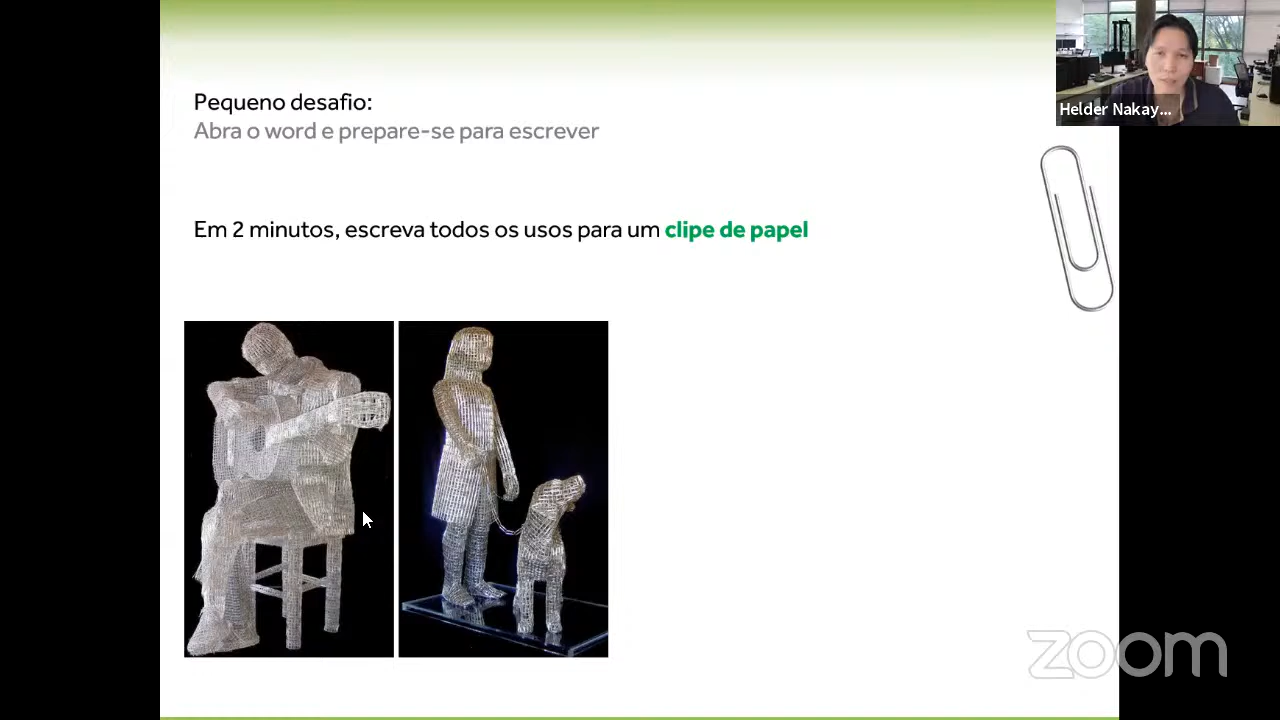 Pequeno desafio:
Abra o word e prepare-se para escrever
Helder Nakay...
Em 2 minutos, escreva todos os usos para um clipe de papel
zoom